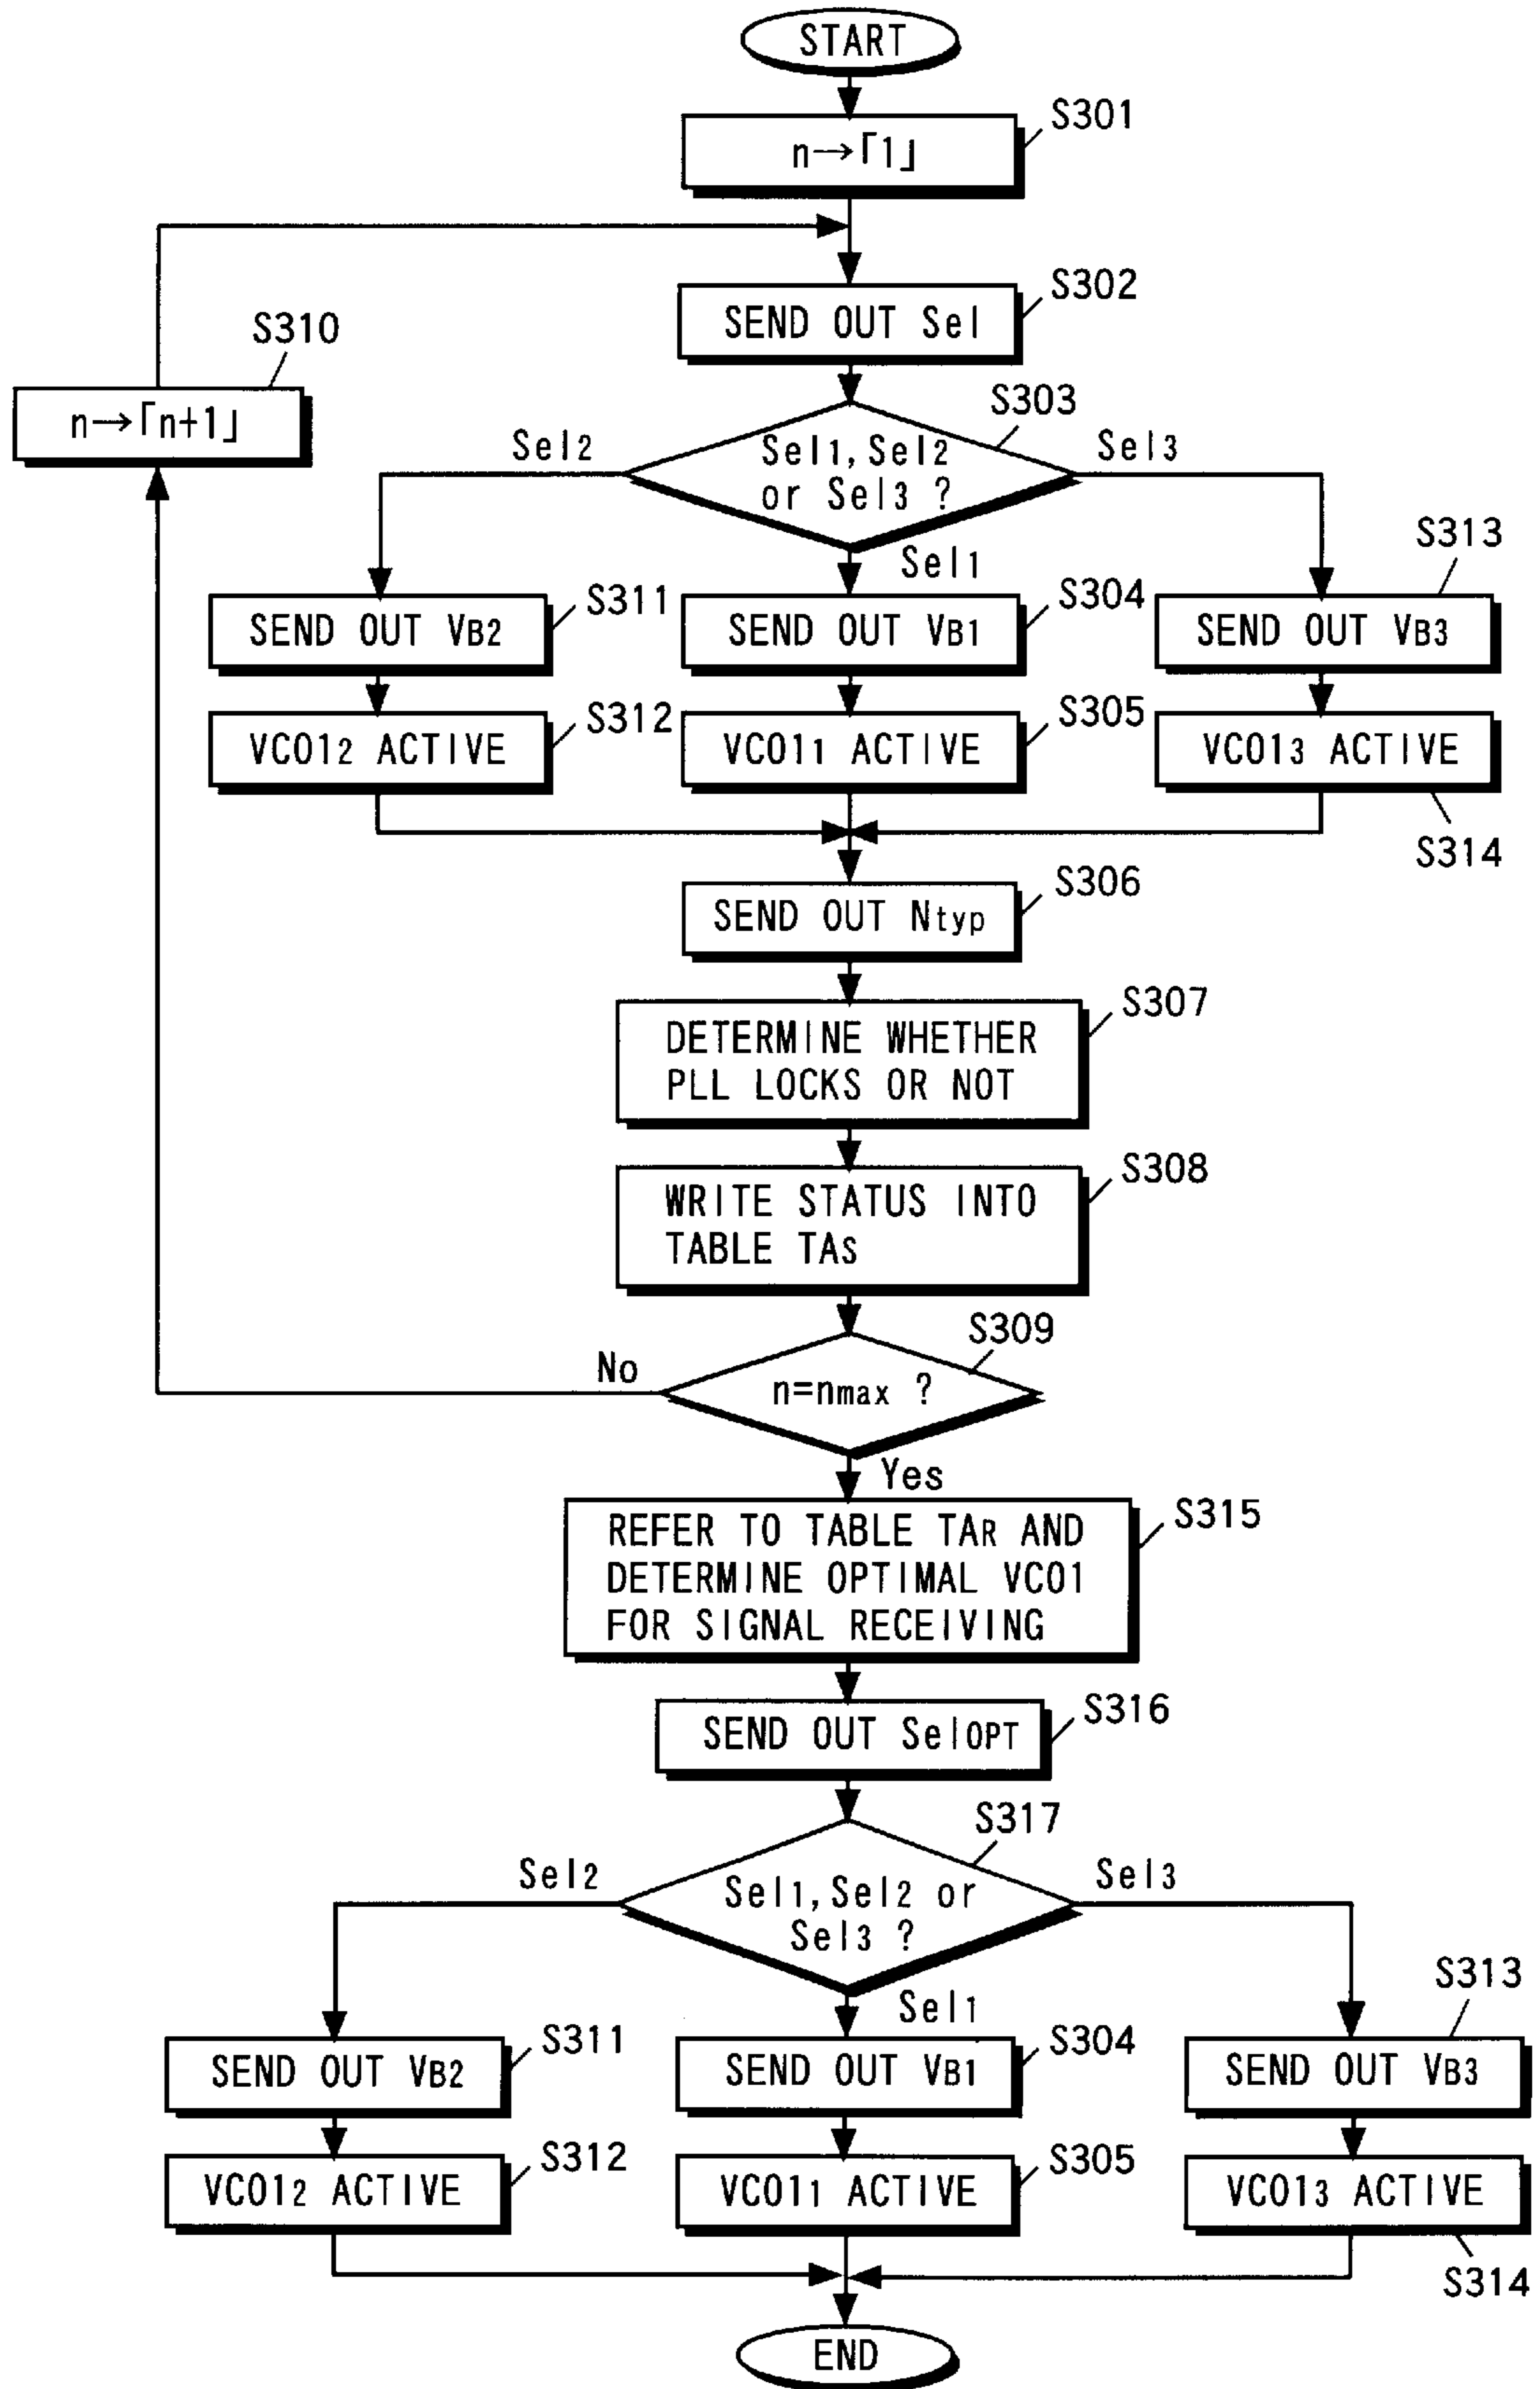 START
S301
n→「1」
S302
SEND OUT Sel
S310
n→「n+1」
S303
Sel2
Sel1, Sel2
or Sel3 ?
Sel3
Sel1
S313
S311
SEND OUT VB2
S304
SEND OUT VB1
SEND OUT VB3
S312
VCO12 ACTIVE
S305
VCO11 ACTIVE
VCO13 ACTIVE
S314
S306
SEND OUT Ntyp
S307
DETERMINE WHETHER
PLL LOCKS OR NOT
S308
WRITE STATUS INTO
TABLE TAS
S309
No
n=nmax ?
Yes
S315
REFER TO TABLE TAR AND
DETERMINE OPTIMAL VCO1
FOR SIGNAL RECEIVING
S316
SEND OUT SelOPT
S317
Sel2
Sel1, Sel2 or
Sel3 ?
Sel3
Sel1
S313
S311
SEND OUT VB2
S304
SEND OUT VB1
SEND OUT VB3
S312
VCO12 ACTIVE
S305
VCO11 ACTIVE
VCO13 ACTIVE
S314
END